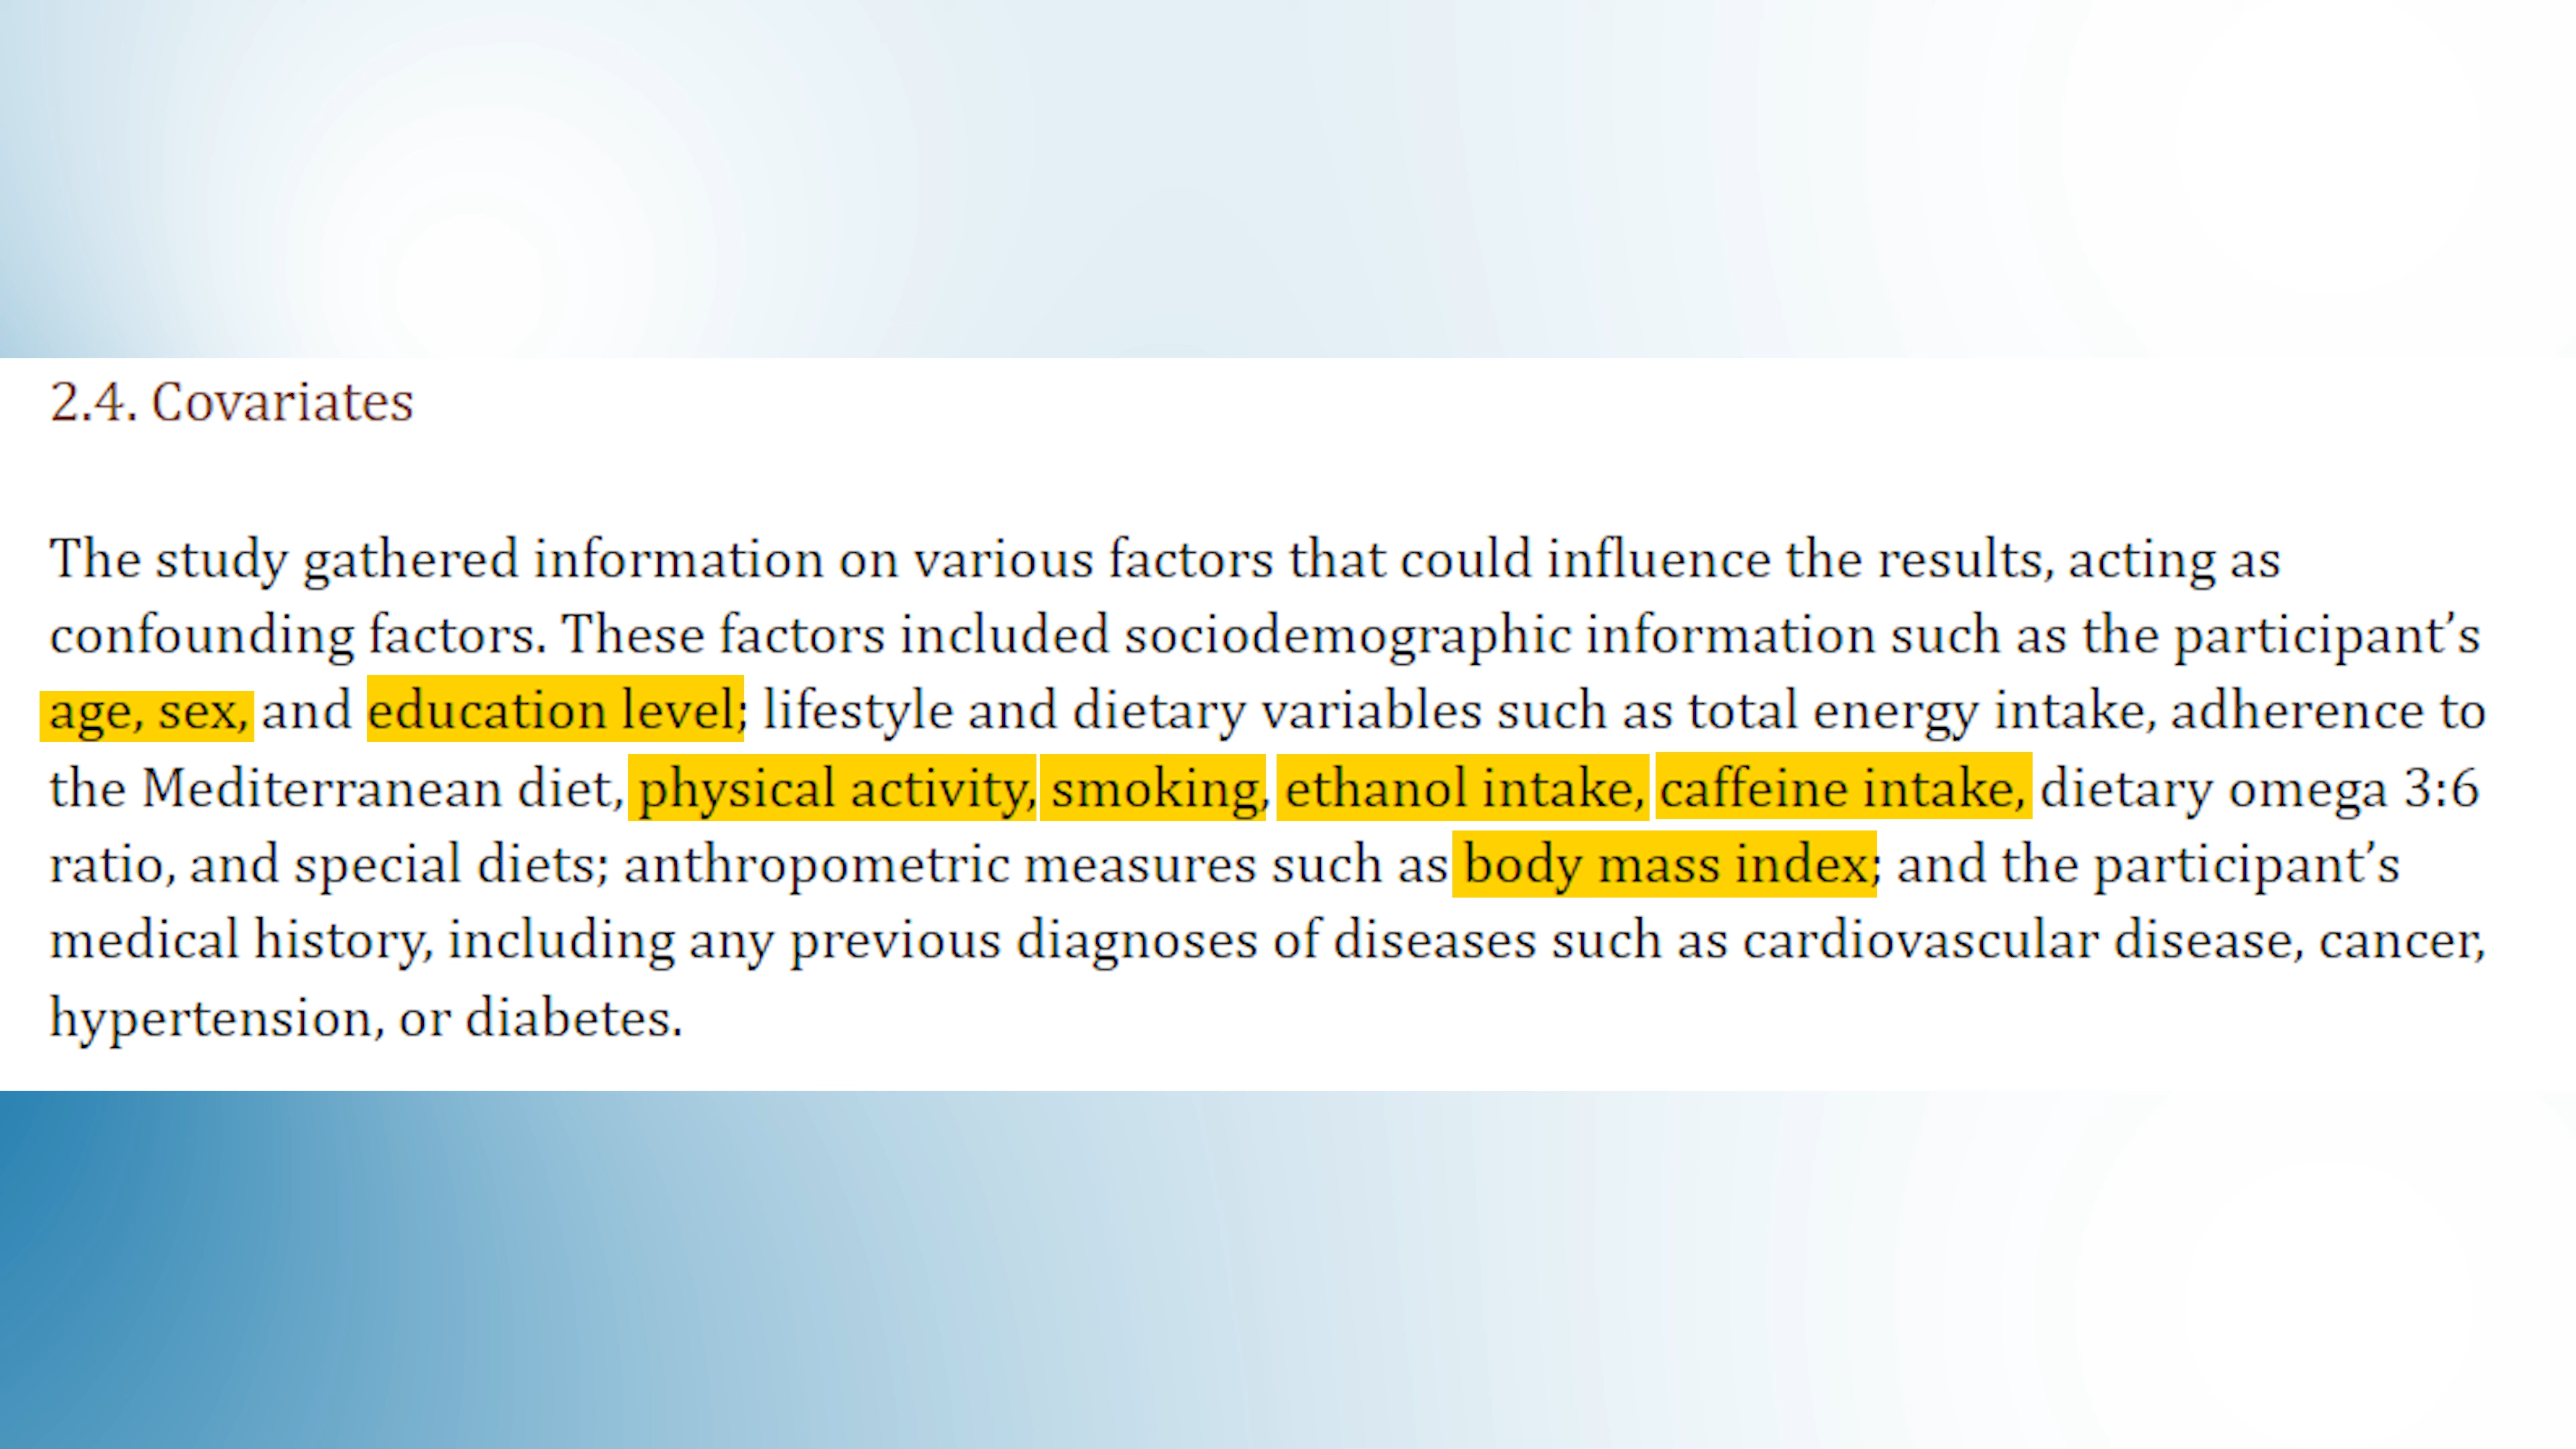 2.4. Covariates
The study gathered information on various factors that could influence the results, acting as
confounding factors. These factors included sociodemographic information such as the participant’s
age, sex, and education level; lifestyle and dietary variables such as total energy intake, adherence to
the Mediterranean diet, physical activity, smoking, ethanol intake, caffeine intake, dietary omega 3:6
ratio, and special diets; anthropometric measures such as body mass index; and the participant’s
medical history, including any previous diagnoses of diseases such as cardiovascular disease, cancer,
hypertension, or diabetes.